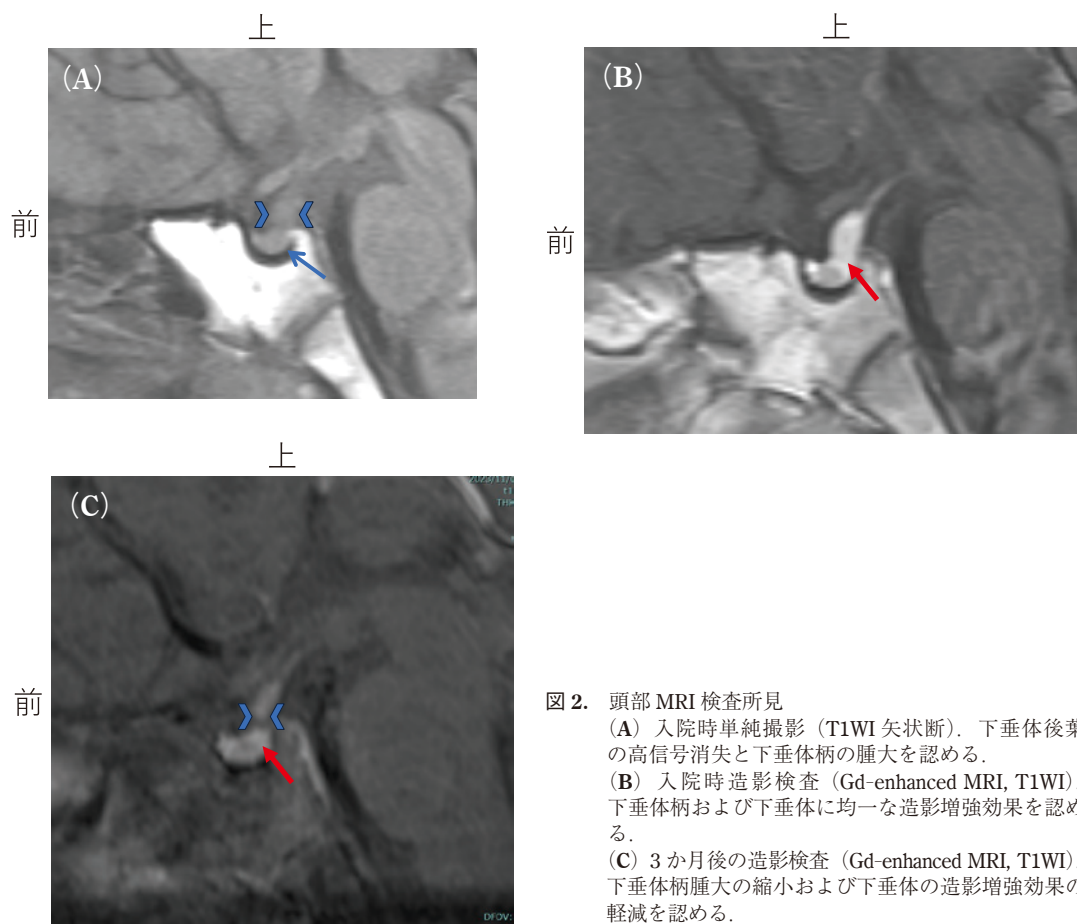 上
(A)
前
上
(B)
前
上
(C)
前
DFOV:
図 2. 頭部 MRI 検査所見
(A) 入院時単純撮影（T1WI 矢状断）．下垂体後葉
の高信号消失と下垂体柄の腫大を認める．
(B) 入院時造影検査（Gd-enhanced MRI, T1WI）
下垂体柄および下垂体に均一な造影増強効果を認め
る．
(C) 3 か月後の造影検査（Gd-enhanced MRI, T1WI）
下垂体柄腫大の縮小および下垂体の造影増強効果の
軽減を認める．